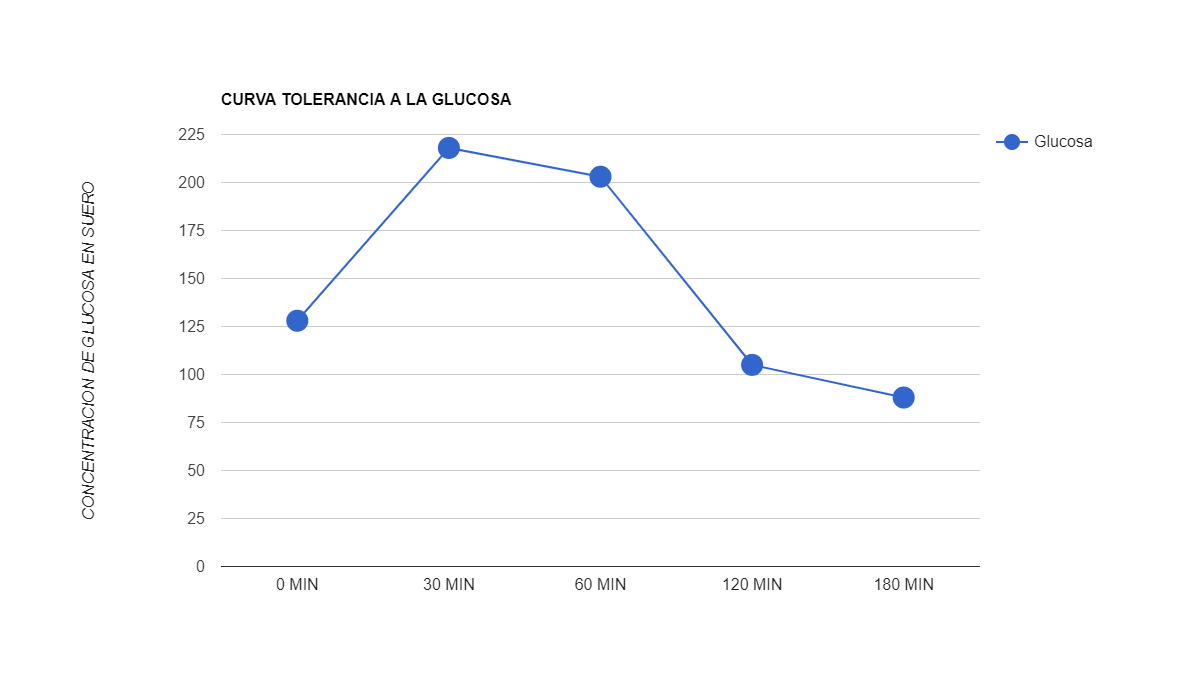 CURVA TOLERANCIA A LA GLUCOSA
Glucosa
CONCENTRACION DE GLUCOSA EN SUERO
225
200
175
150
125
100
75
50
25
0
0 MIN
30 MIN
60 MIN
120 MIN
180 MIN